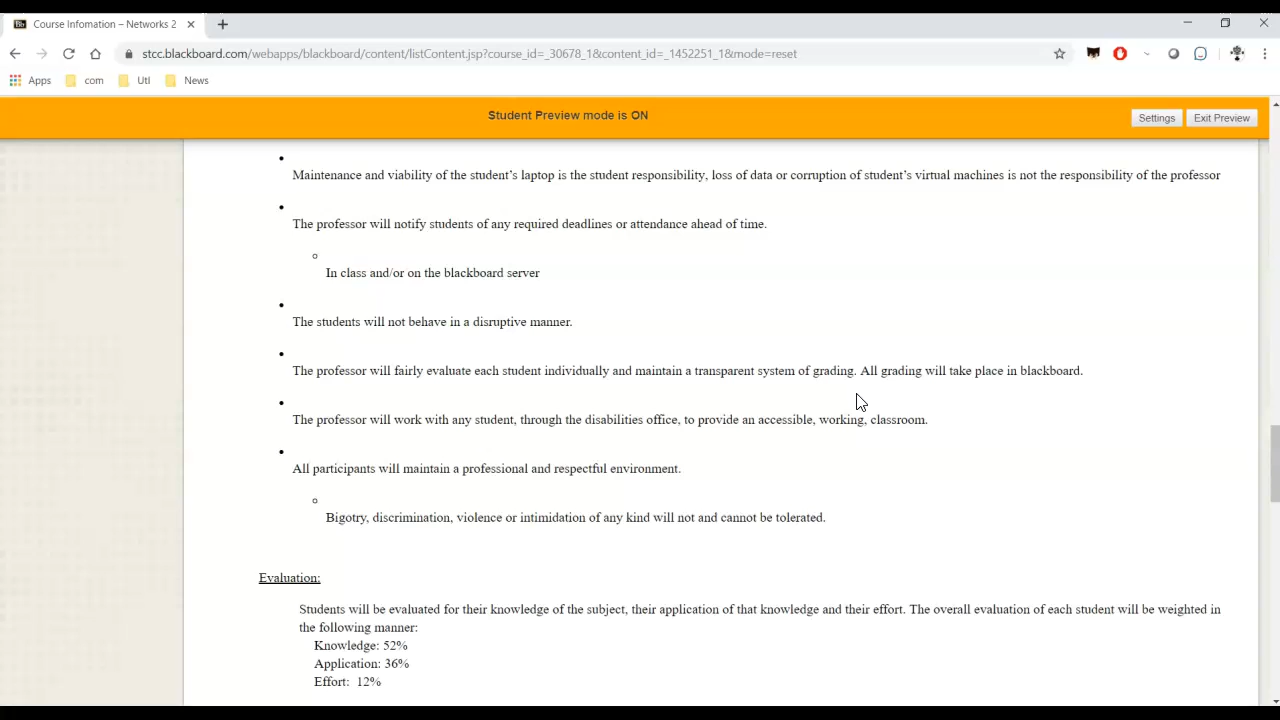 Course Infomation – Networks 2
stcc.blackboard.com/webapps/blackboard/content/listContent.jsp?course_id=_30678_1&content_id=_1452251_1&mode=reset
Apps com Utl News
Student Preview mode is ON
Settings Exit Preview
Maintenance and viability of the student’s laptop is the student responsibility, loss of data or corruption of student’s virtual machines is not the responsibility of the professor
The professor will notify students of any required deadlines or attendance ahead of time.
In class and/or on the blackboard server
The students will not behave in a disruptive manner.
The professor will fairly evaluate each student individually and maintain a transparent system of grading. All grading will take place in blackboard.
The professor will work with any student, through the disabilities office, to provide an accessible, working, classroom.
All participants will maintain a professional and respectful environment.
Bigotry, discrimination, violence or intimidation of any kind will not and cannot be tolerated.
Evaluation:
Students will be evaluated for their knowledge of the subject, their application of that knowledge and their effort. The overall evaluation of each student will be weighted in
the following manner:
Knowledge: 52%
Application: 36%
Effort: 12%